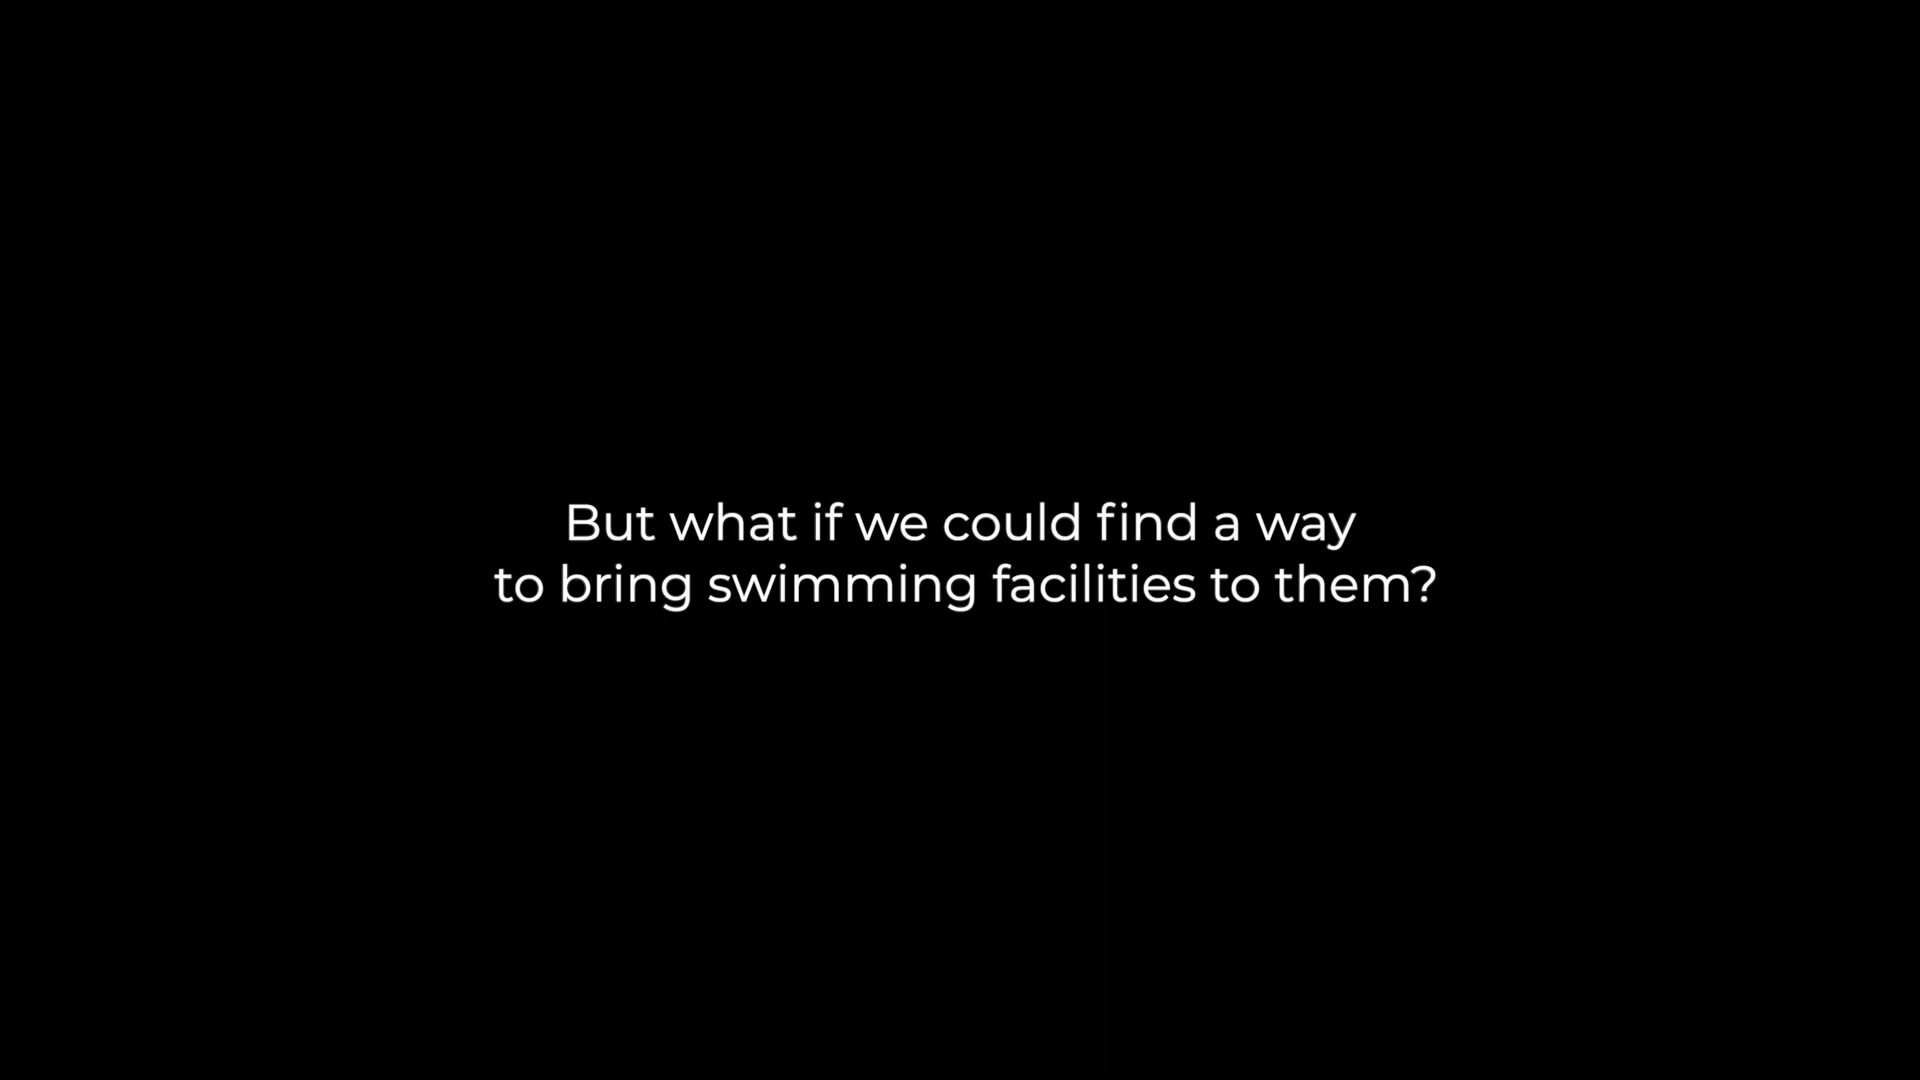 But what if we could find a way
to bring swimming facilities to them?